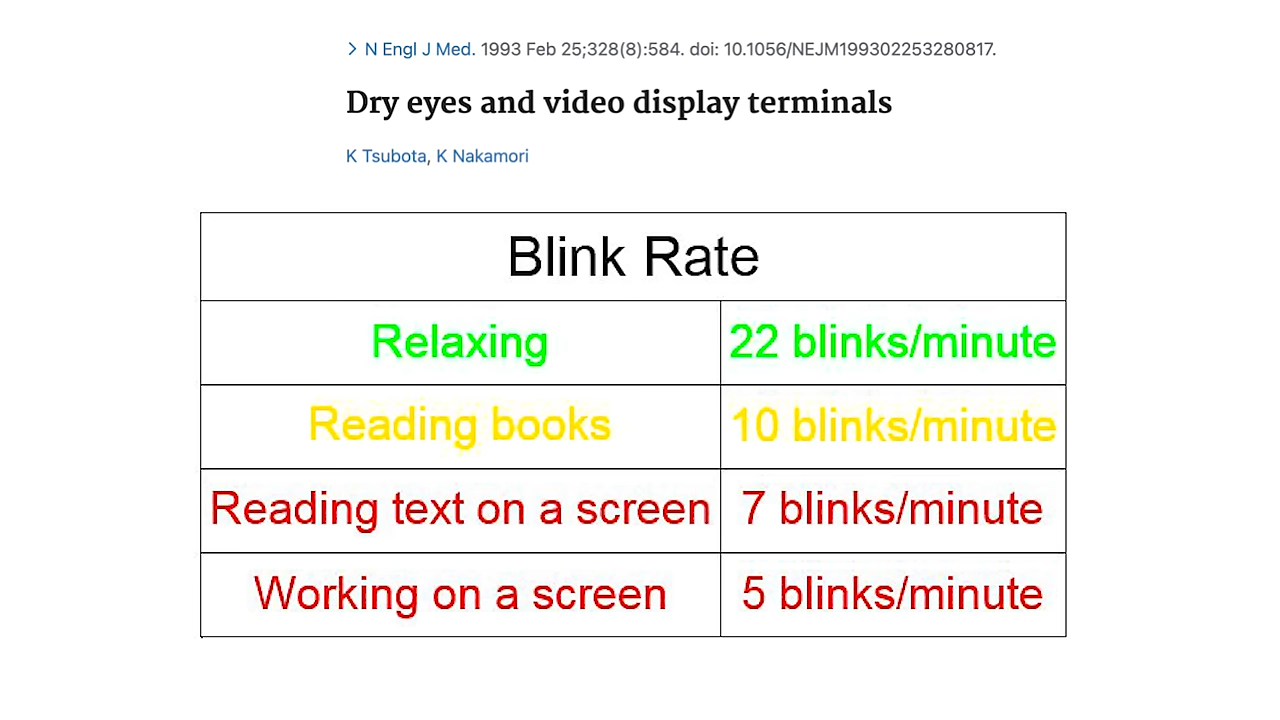 > N Engl J Med. 1993 Feb 25;328(8):584. doi: 10.1056/NEJM199302253280817.
Dry eyes and video display terminals
K Tsubota, K Nakamori
Blink Rate
Relaxing 22 blinks/minute
Reading books 10 blinks/minute
Reading text on a screen 7 blinks/minute
Working on a screen 5 blinks/minute